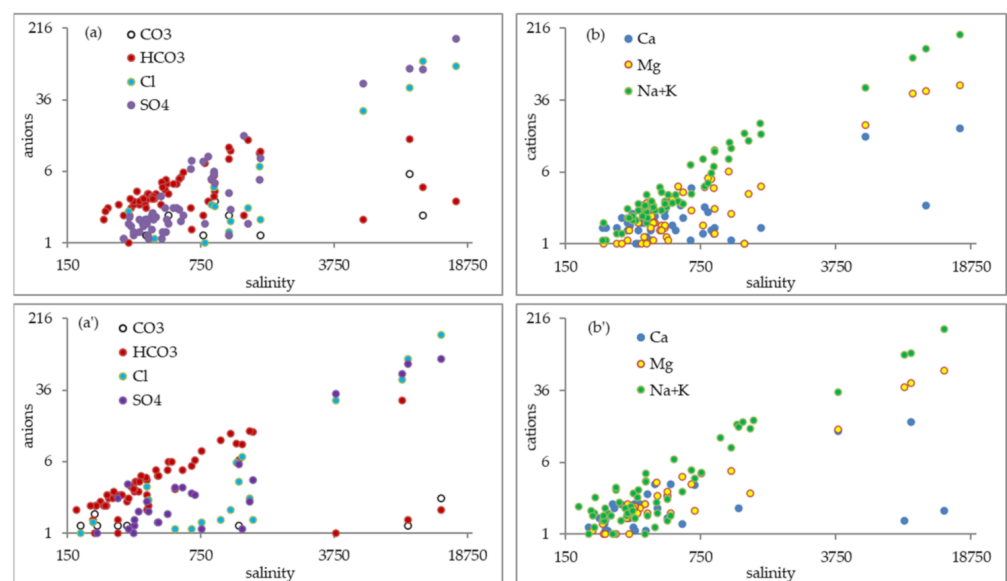 (a)
CO3
HCO3
Cl
SO4
216
36
6
1
anions
150
750
3750
18750
salinity
(b)
Ca
Mg
Na+K
216
36
6
1
cations
150
750
3750
18750
salinity
(a')
CO3
HCO3
Cl
SO4
216
36
6
1
anions
150
750
3750
18750
salinity
(b')
Ca
Mg
Na+K
216
36
6
1
cations
150
750
3750
18750
salinity